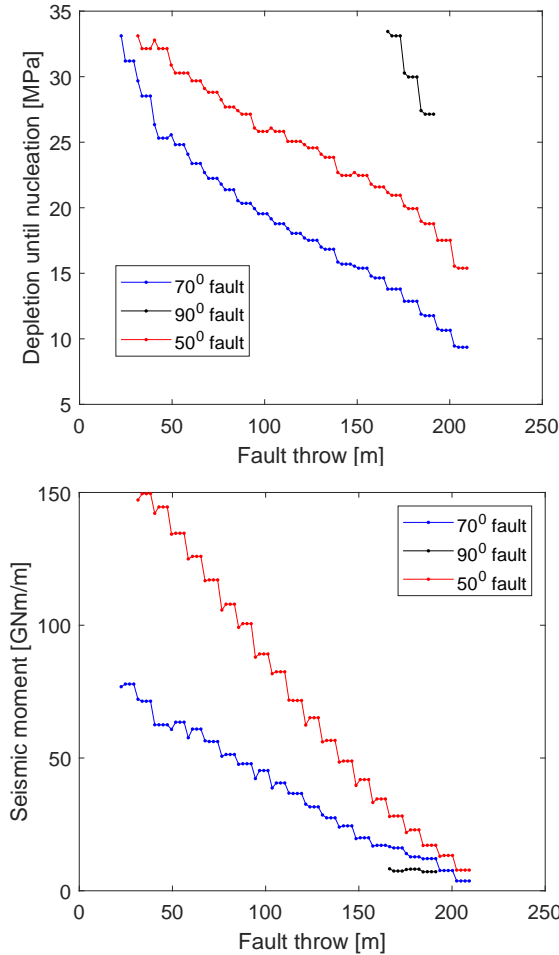 35
30
25
20
15
10
5
Depletion until nucleation [MPa]
70⁰ fault
90⁰ fault
50⁰ fault
0 50 100 150 200 250
Fault throw [m]
150
100
50
0
Seismic moment [GNm/m]
70⁰ fault
90⁰ fault
50⁰ fault
0 50 100 150 200 250
Fault throw [m]